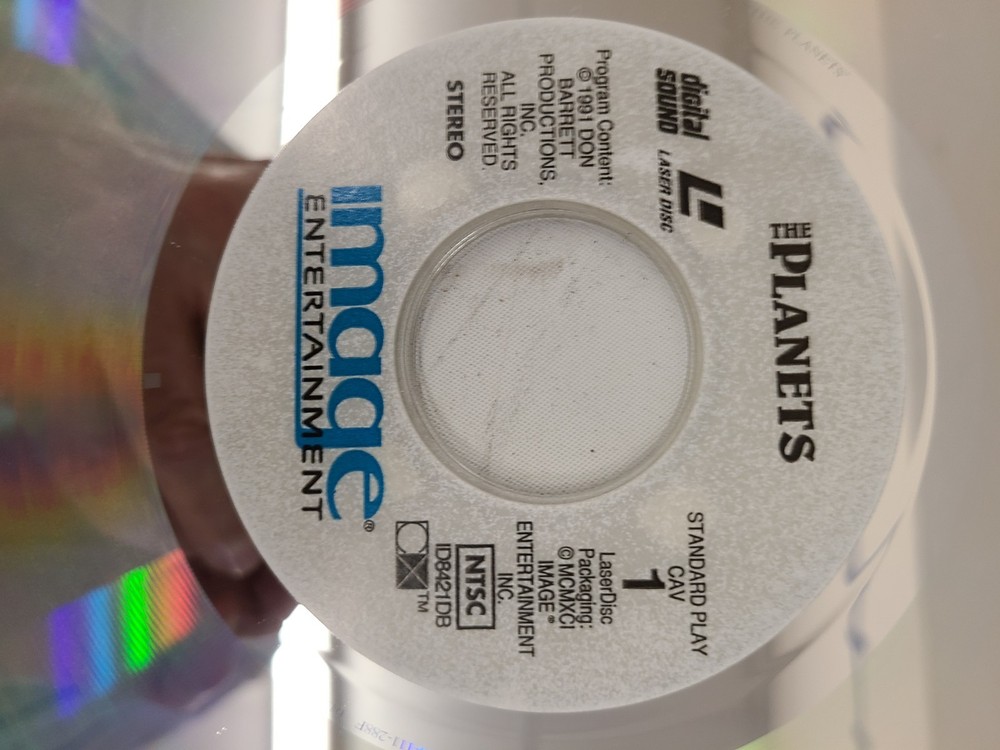 THE
PLANETS
digital
SOUND
LASER DISC
Program Content:
© 1991 DON
BARRETT
PRODUCTIONS,
INC.
ALL RIGHTS
RESERVED.
STEREO
STANDARD PLAY
CAV
1
LaserDisc
Packaging:
© MCMXCI
IMAGE®
ENTERTAINMENT
INC.
NTSC
ID8421DB
CX™
image®
ENTERTAINMENT